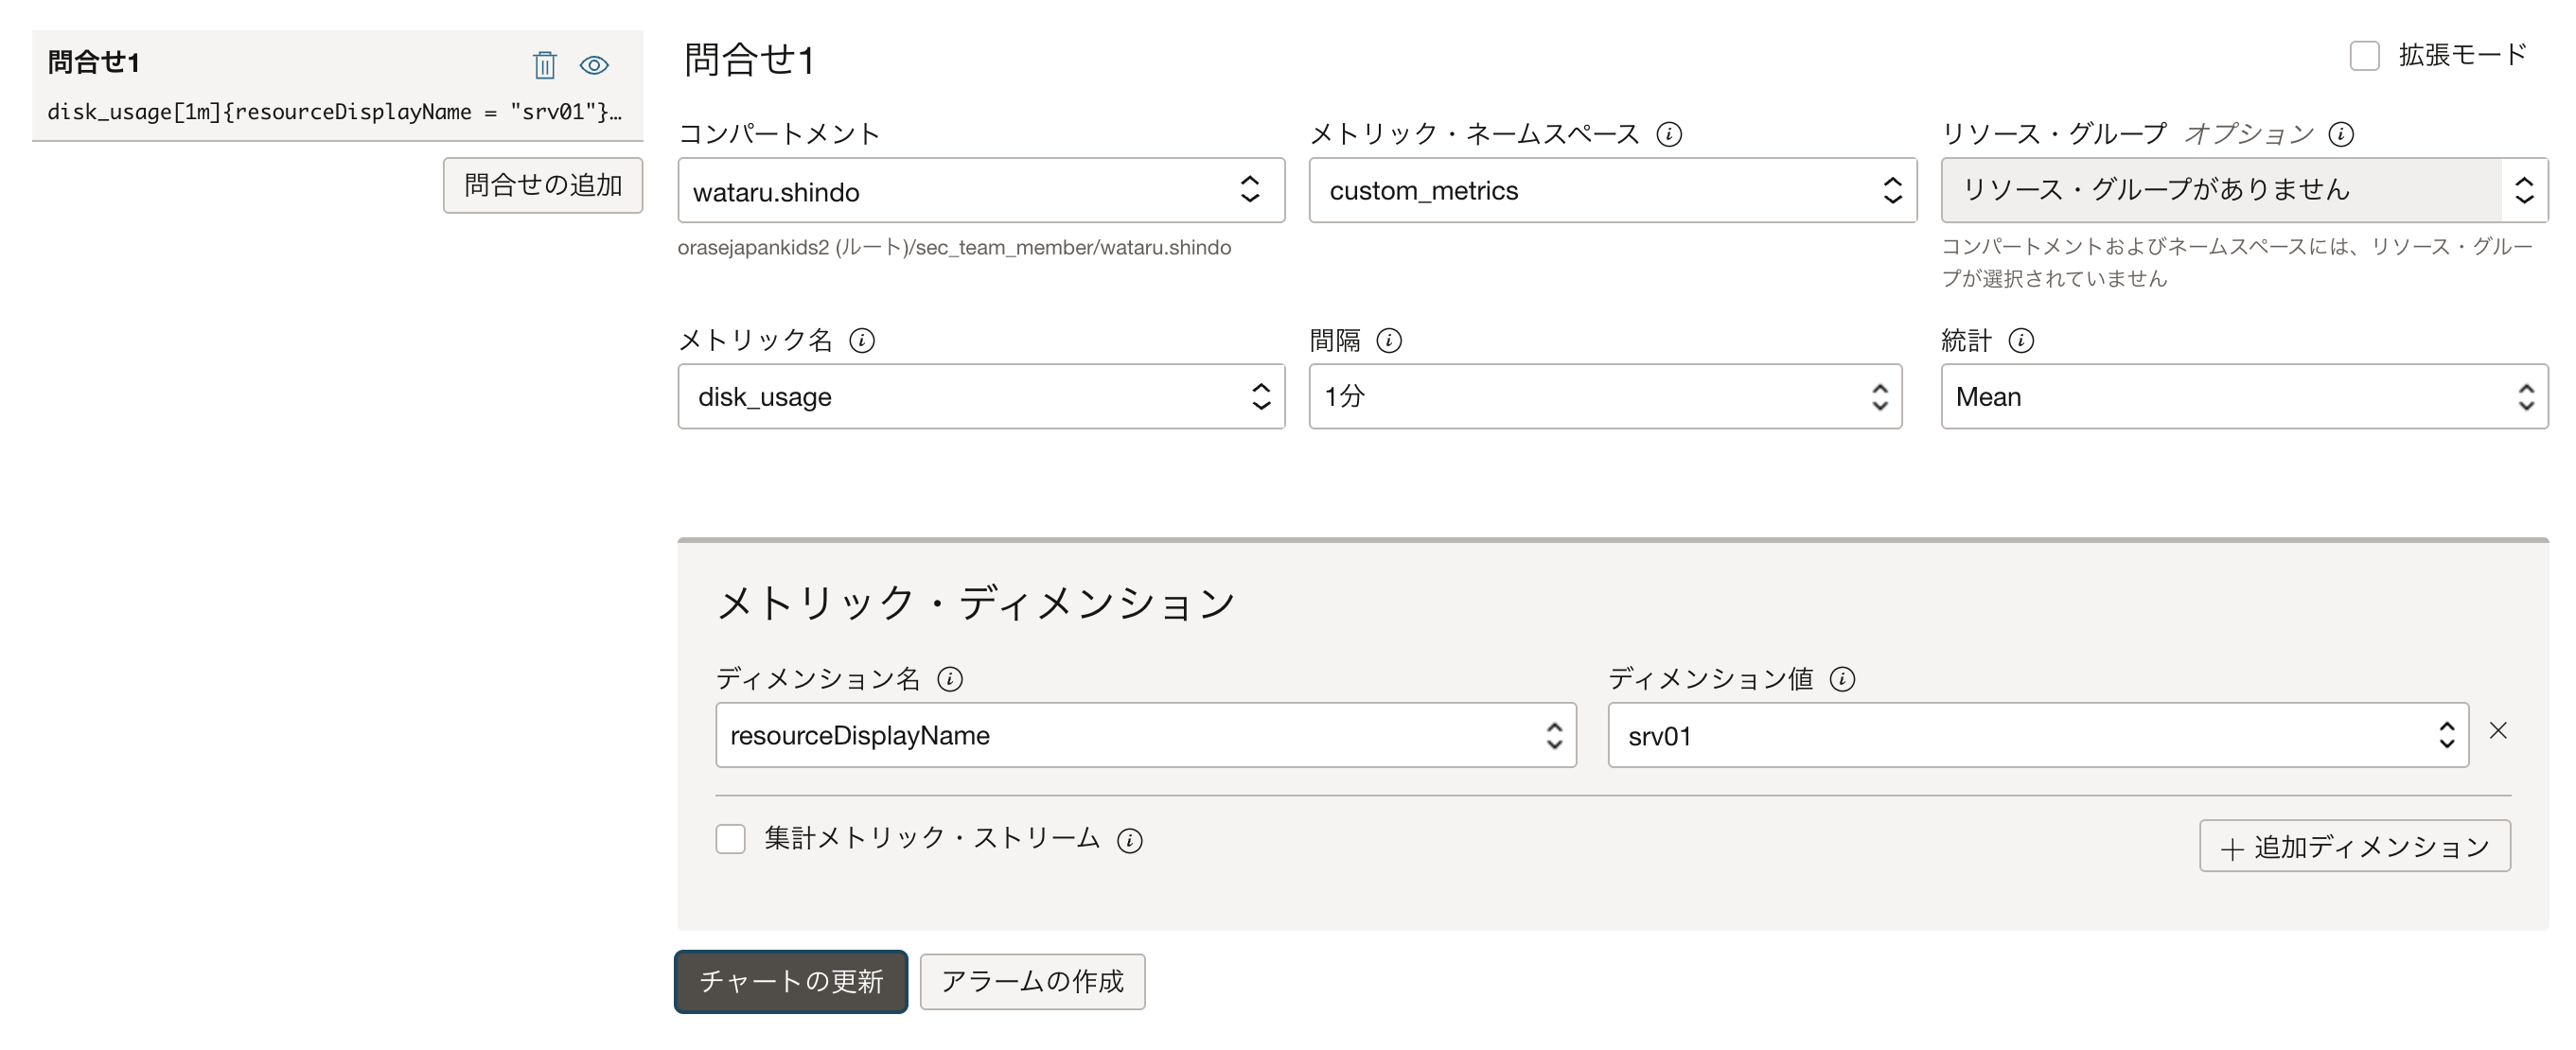 問合せ1
disk_usage[1m]{resourceDisplayName = "srv01"}…
問合せの追加
問合せ1
拡張モード
コンパートメント
wataru.shindo
orasejapankids2 (ルート)/sec_team_member/wataru.shindo
メトリック・ネームスペース
custom_metrics
リソース・グループ オプション
リソース・グループがありません
コンパートメントおよびネームスペースには、リソース・グルー
プが選択されていません
メトリック名
disk_usage
間隔
1分
統計
Mean
メトリック・ディメンション
ディメンション名
resourceDisplayName
ディメンション値
srv01
集計メトリック・ストリーム
追加ディメンション
チャートの更新
アラームの作成